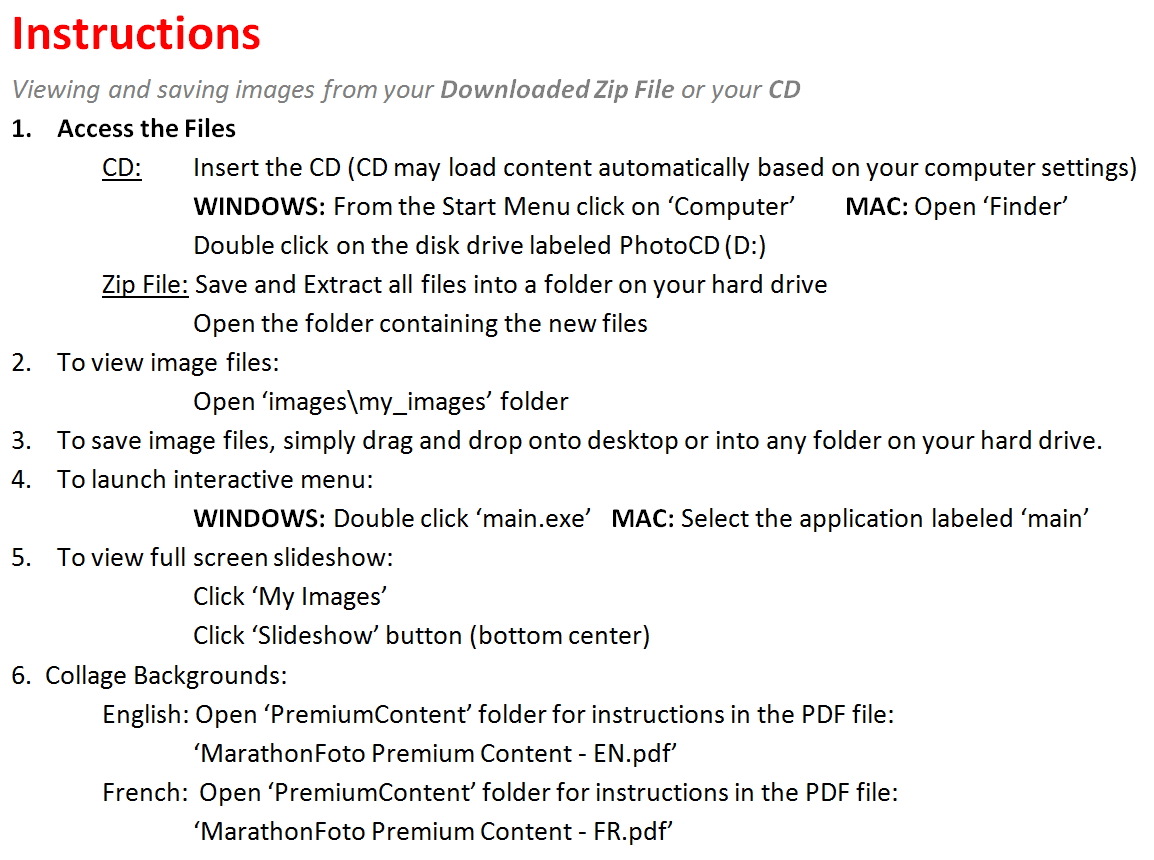 Instructions
Viewing and saving images from your Downloaded Zip File or your CD
1. Access the Files
CD: Insert the CD (CD may load content automatically based on your computer settings)
WINDOWS: From the Start Menu click on ‘Computer’ MAC: Open ‘Finder’
Double click on the disk drive labeled PhotoCD (D:)
Zip File: Save and Extract all files into a folder on your hard drive
Open the folder containing the new files
2. To view image files:
Open ‘images\my_images’ folder
3. To save image files, simply drag and drop onto desktop or into any folder on your hard drive.
4. To launch interactive menu:
WINDOWS: Double click ‘main.exe’ MAC: Select the application labeled ‘main’
5. To view full screen slideshow:
Click ‘My Images’
Click ‘Slideshow’ button (bottom center)
6. Collage Backgrounds:
English: Open ‘PremiumContent’ folder for instructions in the PDF file:
‘MarathonFoto Premium Content - EN.pdf’
French: Open ‘PremiumContent’ folder for instructions in the PDF file:
‘MarathonFoto Premium Content - FR.pdf’